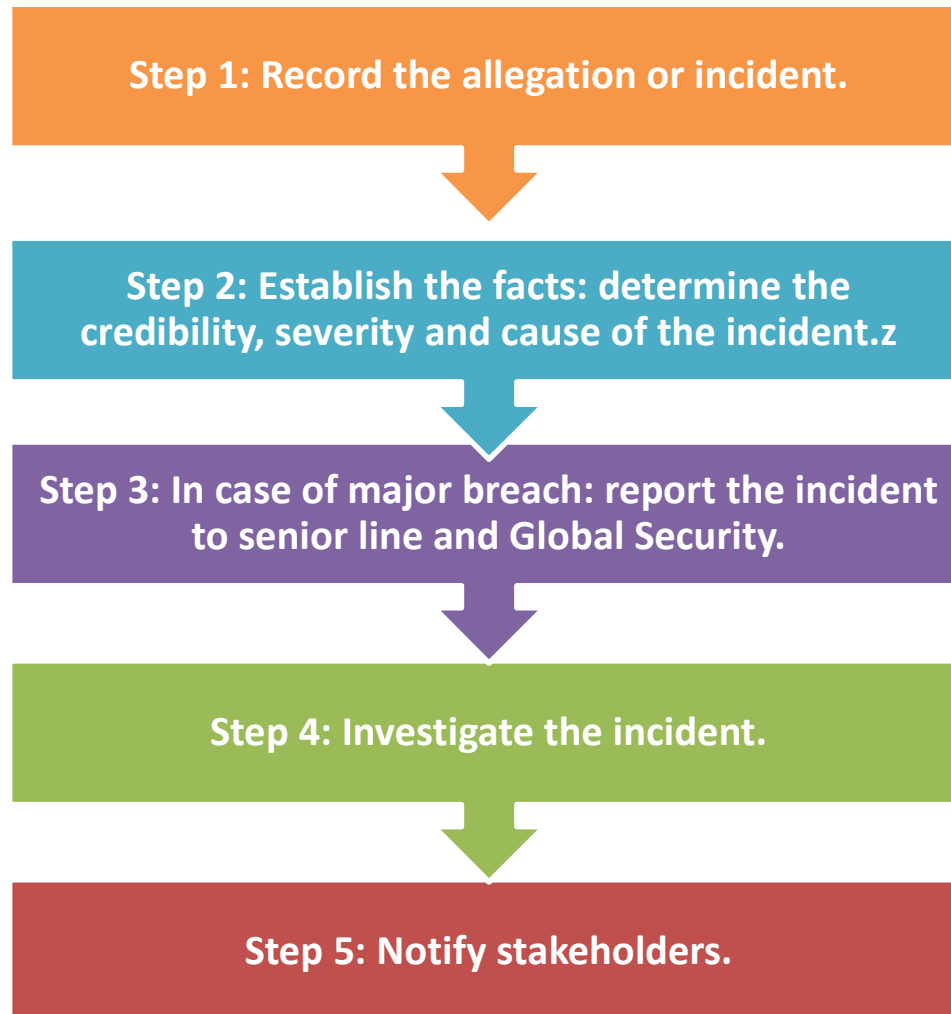 Step 1: Record the allegation or incident.
Step 2: Establish the facts: determine the
credibility, severity and cause of the incident.z
Step 3: In case of major breach: report the incident
to senior line and Global Security.
Step 4: Investigate the incident.
Step 5: Notify stakeholders.